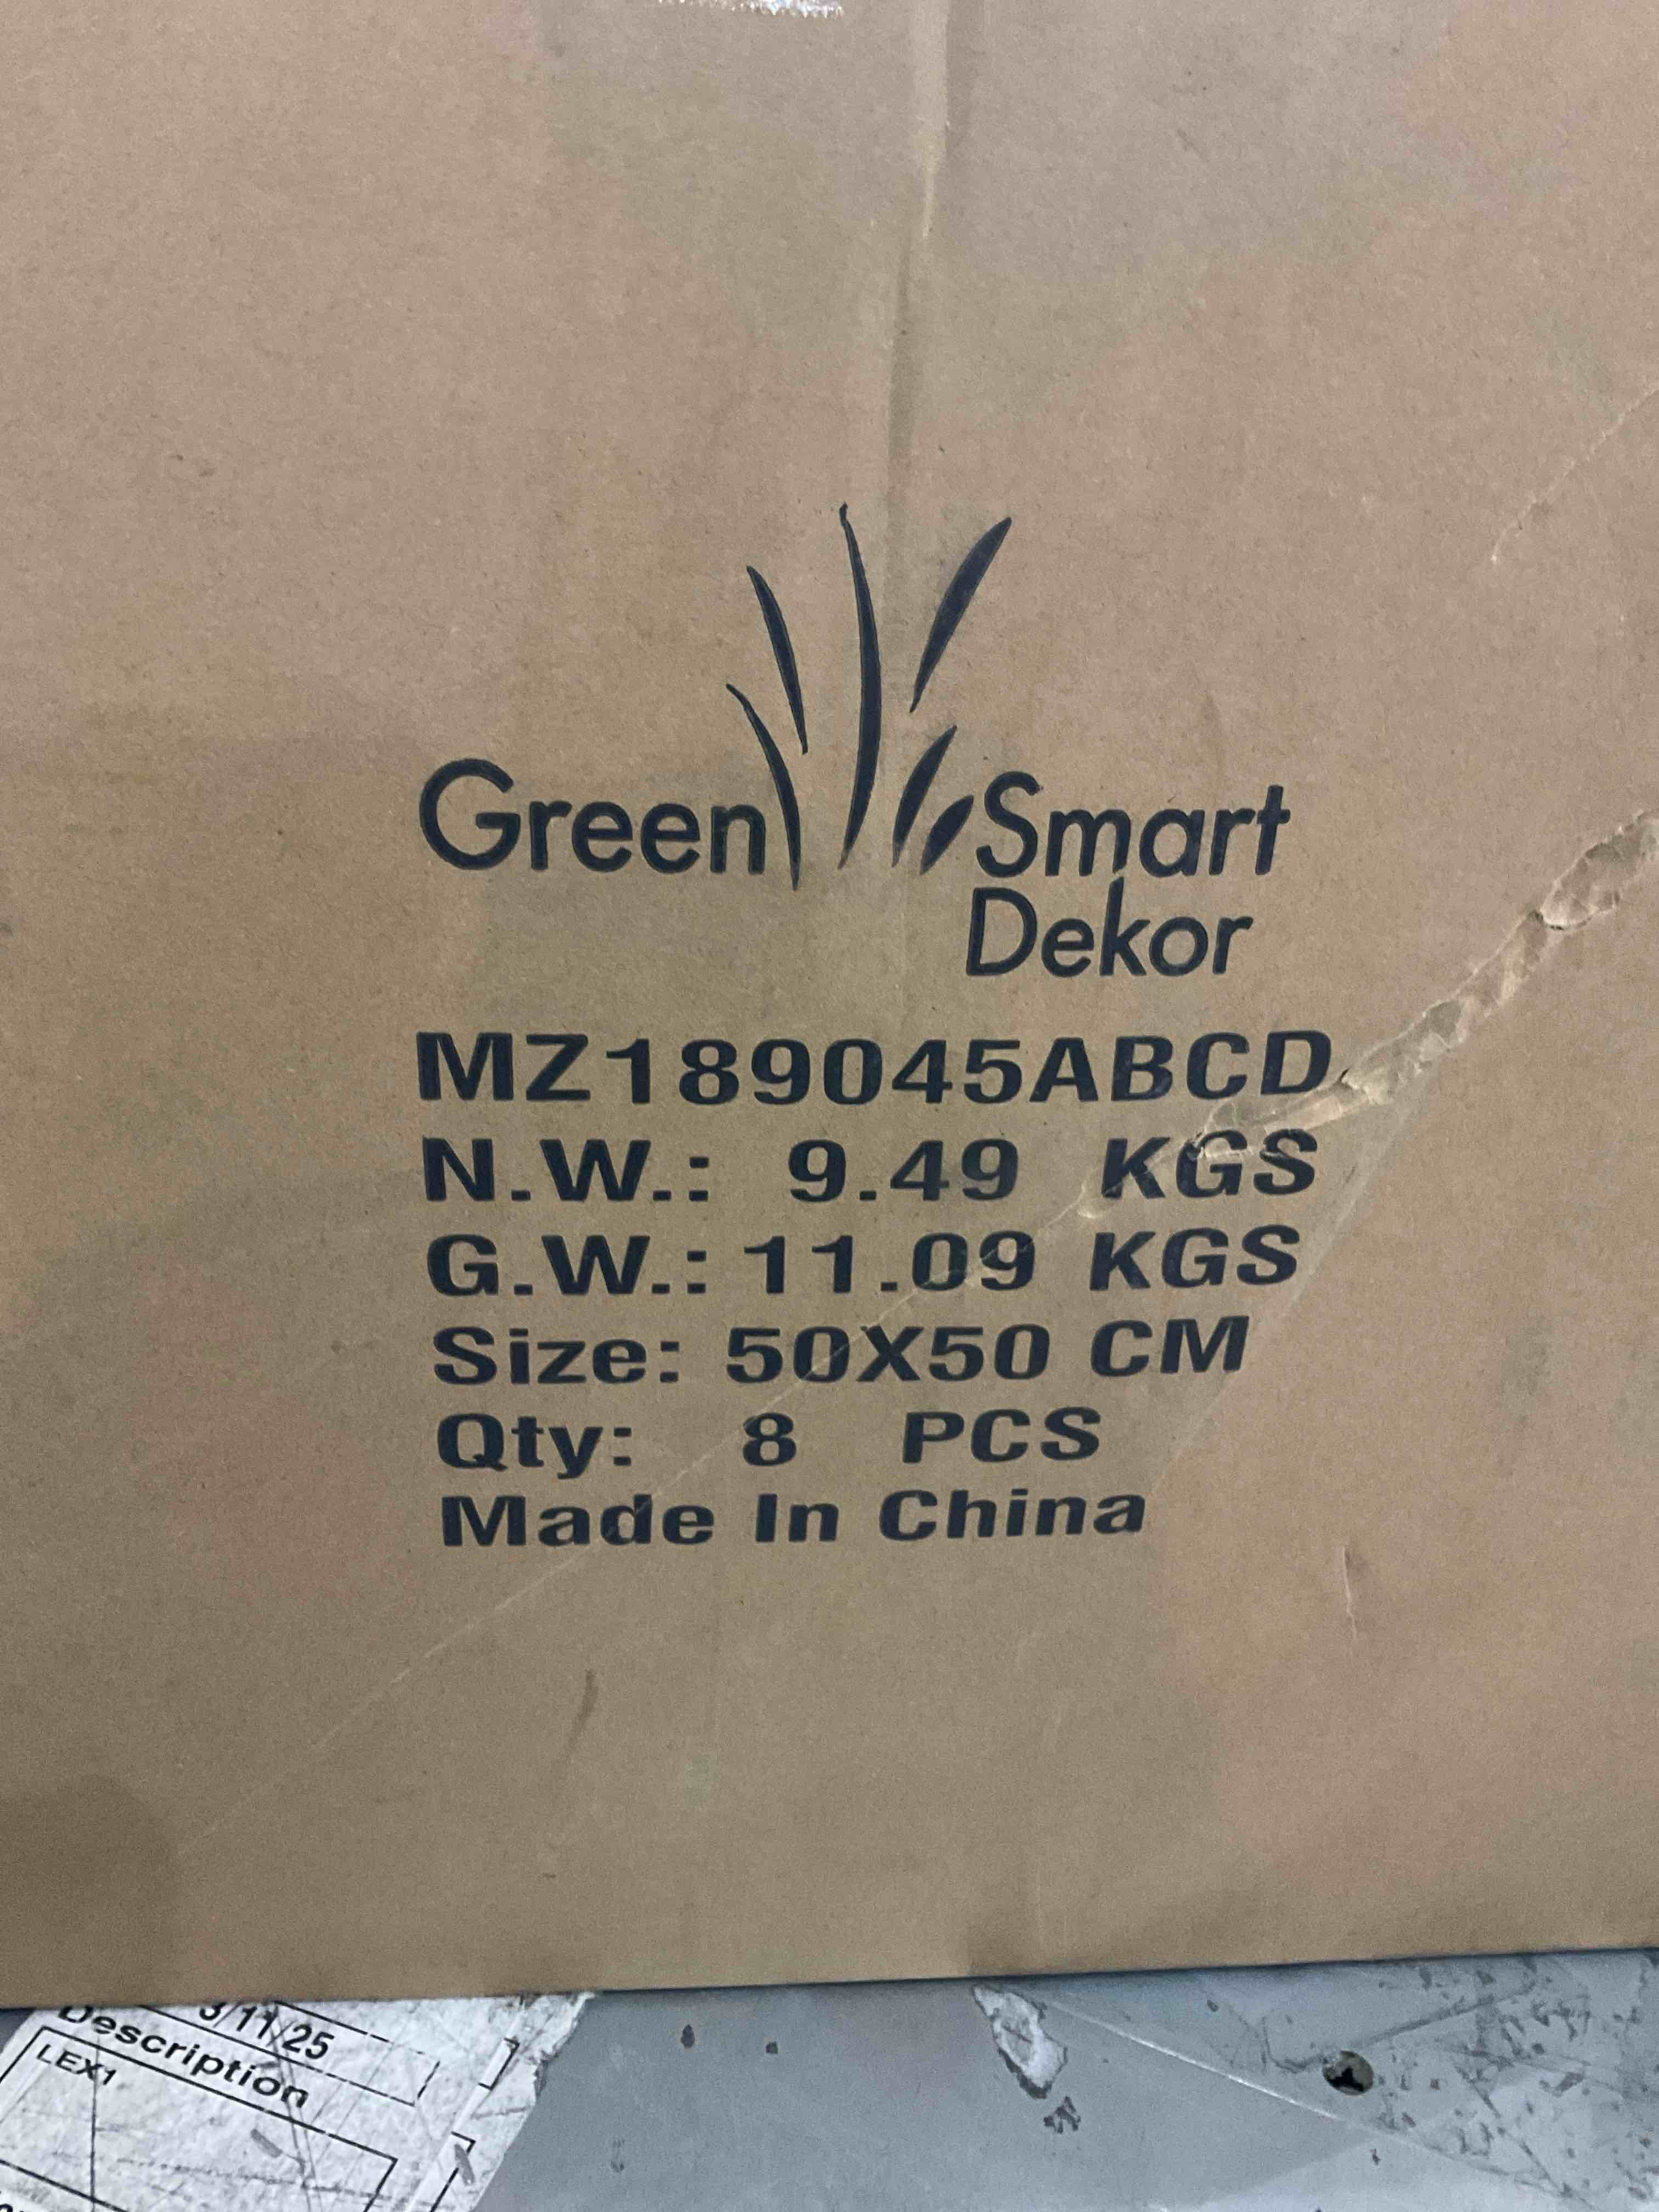 Green Smart
Dekor
MZ189045ABCD
N.W.: 9.49 KGS
G.W.: 11.09 KGS
Size: 50X50 CM
Qty: 8 PCS
Made In China
3/11/25
Description
LEX1